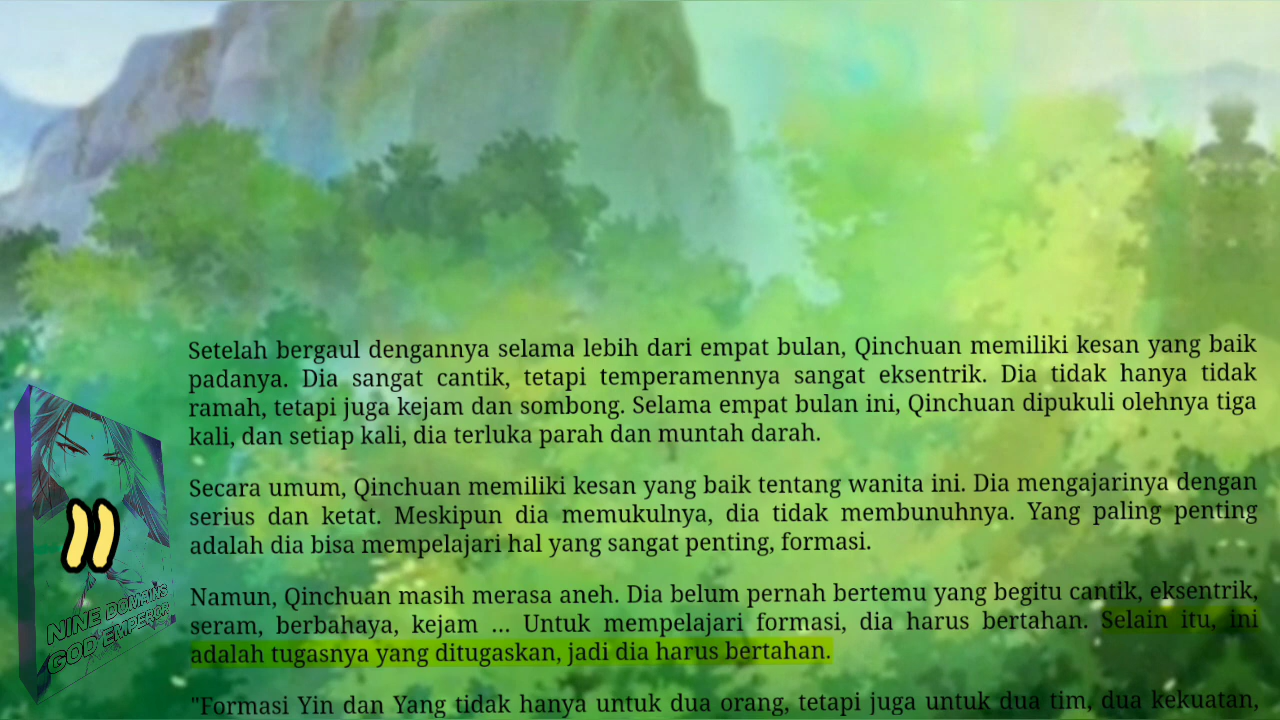 Setelah bergaul dengannya selama lebih dari empat bulan, Qinchuan memiliki kesan yang baik
padanya. Dia sangat cantik, tetapi temperamennya sangat eksentrik. Dia tidak hanya tidak
ramah, tetapi juga kejam dan sombong. Selama empat bulan ini, Qinchuan dipukuli olehnya tiga
kali, dan setiap kali, dia terluka parah dan muntah darah.
Secara umum, Qinchuan memiliki kesan yang baik tentang wanita ini. Dia mengajarinya dengan
serius dan ketat. Meskipun dia memukulnya, dia tidak membunuhnya. Yang paling penting
adalah dia bisa mempelajari hal yang sangat penting, formasi.
Namun, Qinchuan masih merasa aneh. Dia belum pernah bertemu yang begitu cantik, eksentrik,
seram, berbahaya, kejam ... Untuk mempelajari formasi, dia harus bertahan. Selain itu, ini
adalah tugasnya yang ditugaskan, jadi dia harus bertahan.
"Formasi Yin dan Yang tidak hanya untuk dua orang, tetapi juga untuk dua tim, dua kekuatan,
NINE DOMAINS
GOD EMPEROR